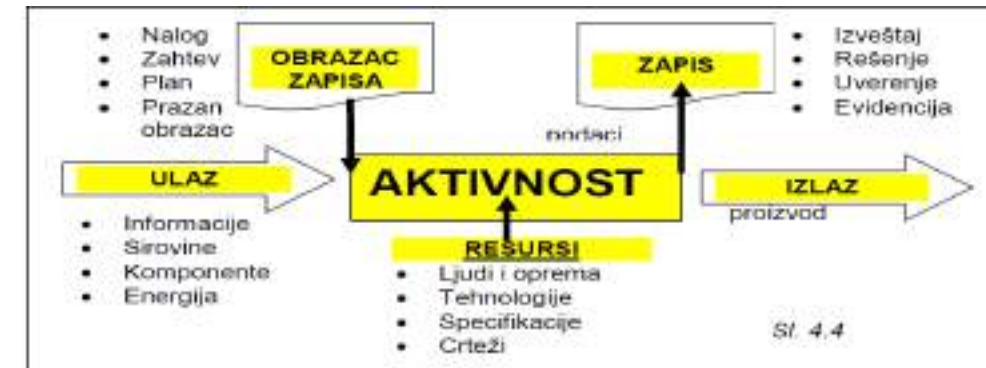 • Nalog
• Zahtev
• Plan
• Prazan
obrazac
OBRAZAC
ZAPISA
ZAPIS
• Izveštaj
• Rešenje
• Uverenje
• Evidencija
podaci
ULAZ
AKTIVNOST
IZLAZ
proizvod
• Informacije
• Sirovine
• Komponente
• Energija
RESURSI
• Ljudi i oprema
• Tehnologije
• Specifikacije
• Crteži
Sl. 4.4